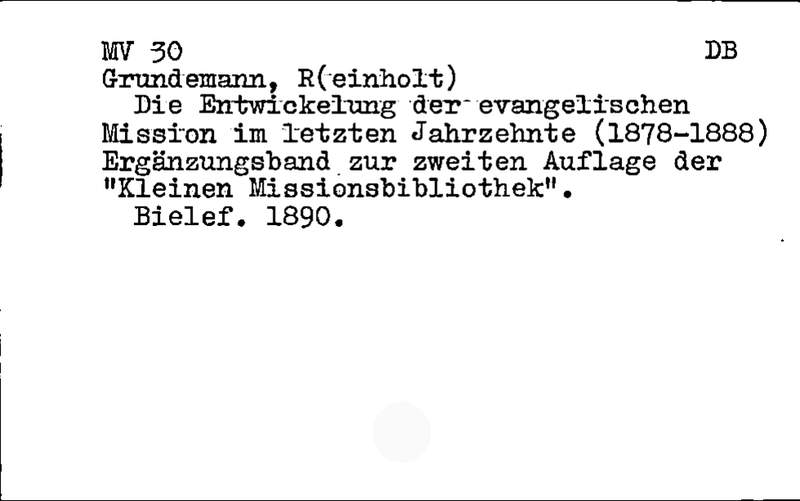 MV 30 DB
Grundemann, R(einholt)
Die Entwickelung der evangelischen
Mission im letzten Jahrzehnte (1878-1888)
Ergänzungsband zur zweiten Auflage der
"Kleinen Missionsbibliothek".
Bielef. 1890.